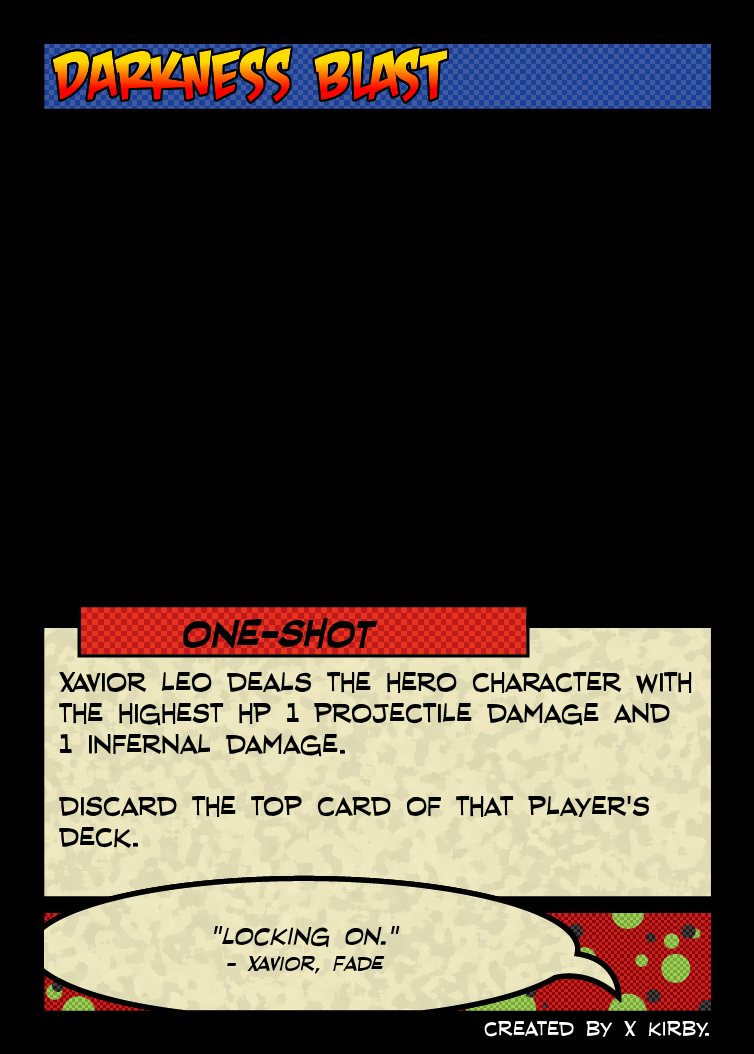 DARKNESS BLAST
ONE-SHOT
XAVIOR LEO DEALS THE HERO CHARACTER WITH
THE HIGHEST HP 1 PROJECTILE DAMAGE AND
1 INFERNAL DAMAGE.
DISCARD THE TOP CARD OF THAT PLAYER'S
DECK.
"LOCKING ON."
- XAVIOR, FADE
CREATED BY X KIRBY.